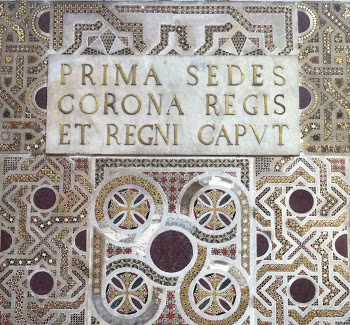 PRIMA SEDES
CORONA REGIS
ET REGNI CAPVT